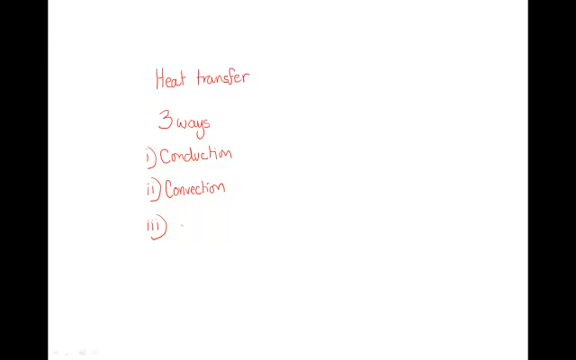 Heat transfer
3 ways
i) Conduction
ii) Convection
iii)